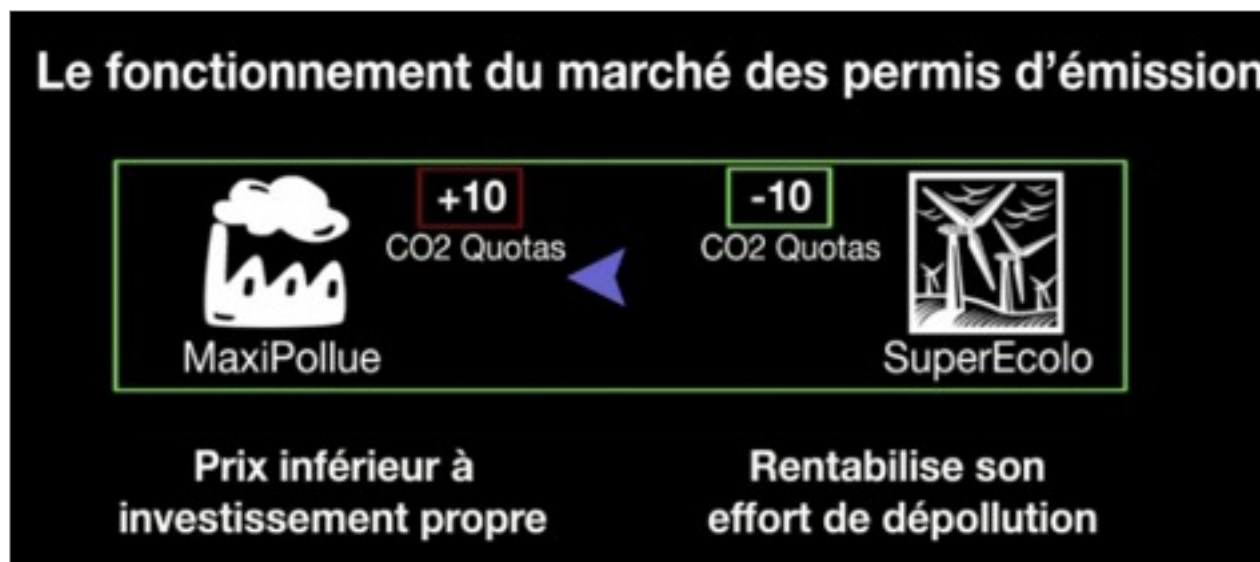 Le fonctionnement du marché des permis d'émission
+10
CO2 Quotas
-10
CO2 Quotas
MaxiPollue
SuperEcolo
Prix inférieur à
investissement propre
Rentabilise son
effort de dépollution